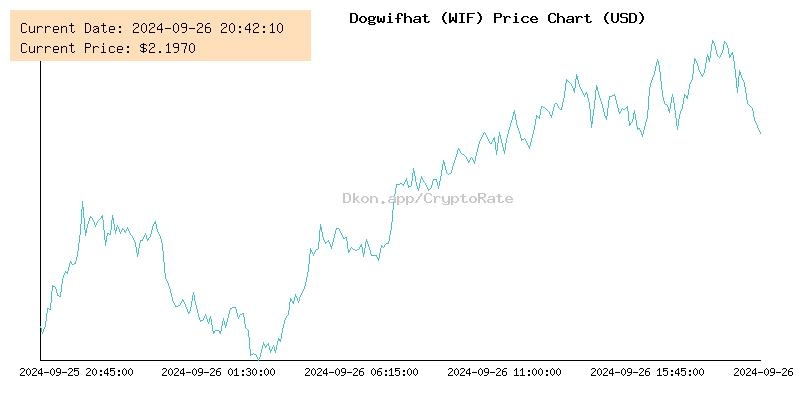 Dogwifhat (WIF) Price Chart (USD)
Current Date: 2024-09-26 20:42:10
Current Price: $2.1970
Dkon.app/CryptoRate
2024-09-25 20:45:00 2024-09-26 01:30:00 2024-09-26 06:15:00 2024-09-26 11:00:00 2024-09-26 15:45:00 2024-09-26